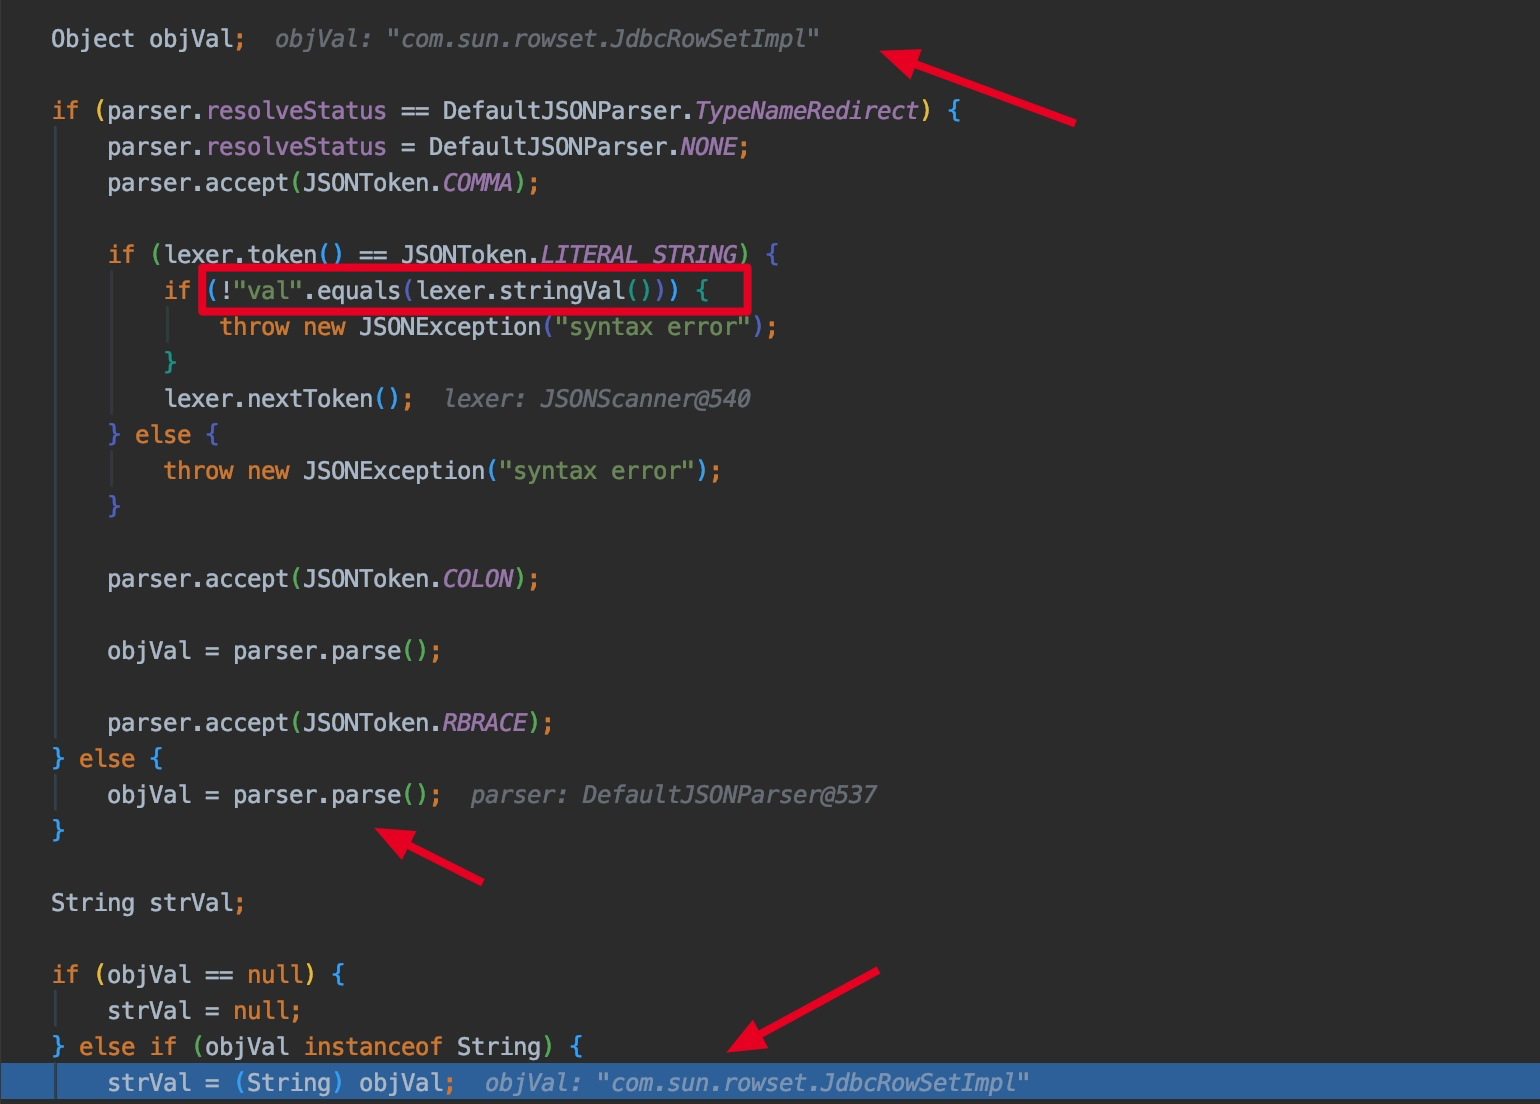 Object objVal;  objVal: "com.sun.rowset.JdbcRowSetImpl"
if (parser.resolveStatus == DefaultJSONParser.TypeNameRedirect) {
parser.resolveStatus = DefaultJSONParser.NONE;
parser.accept(JSONToken.COMMA);
if (lexer.token() == JSONToken.LITERAL_STRING) {
if (!"val".equals(lexer.stringVal())) {
throw new JSONException("syntax error");
}
lexer.nextToken();  lexer: JSONScanner@540
} else {
throw new JSONException("syntax error");
}
parser.accept(JSONToken.COLON);
objVal = parser.parse();
parser.accept(JSONToken.RBRACE);
} else {
objVal = parser.parse();  parser: DefaultJSONParser@537
}
String strVal;
if (objVal == null) {
strVal = null;
} else if (objVal instanceof String) {
strVal = (String) objVal;  objVal: "com.sun.rowset.JdbcRowSetImpl"